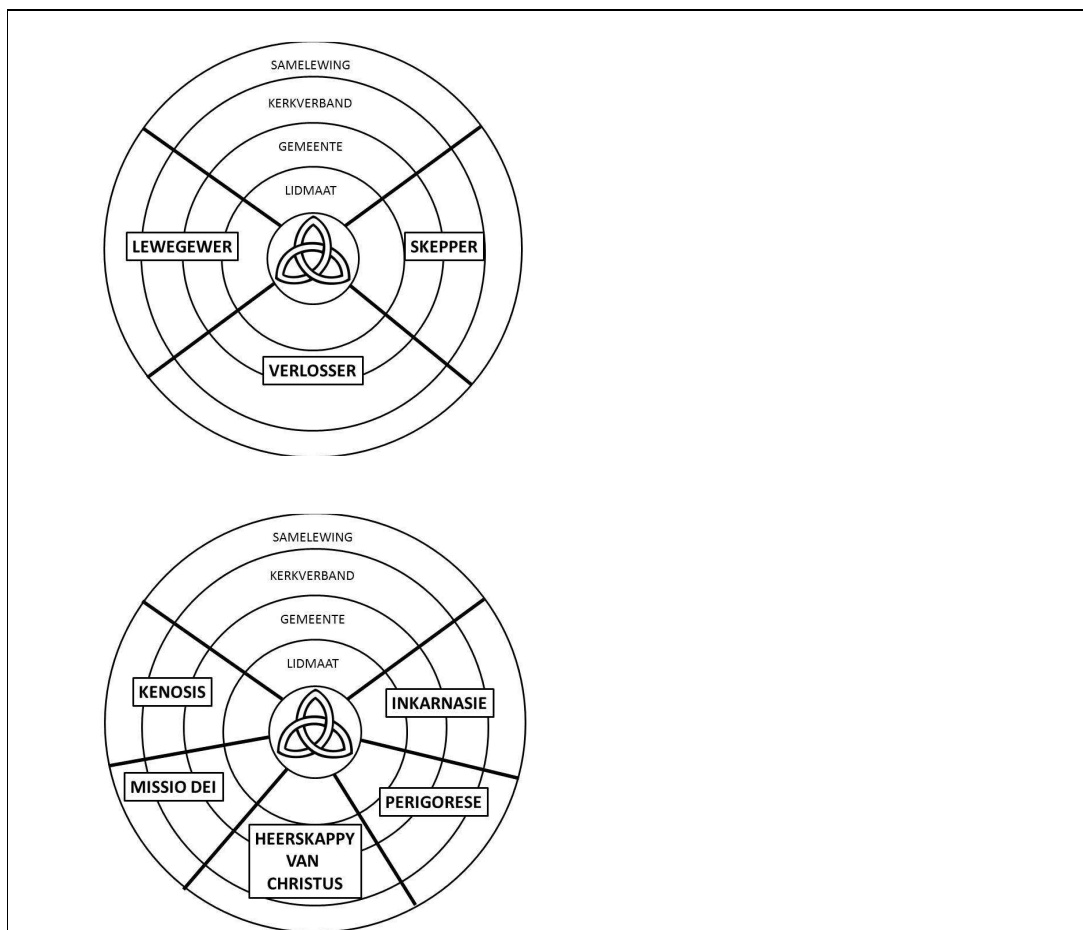 SAMELEWING
KERKVERBAND
GEMEENTE
LIDMAAT
LEWEGEWER
SKEPPER
VERLOSSER
SAMELEWING
KERKVERBAND
GEMEENTE
LIDMAAT
KENOSIS
INKARNASIE
MISSIO DEI
PERIGORESE
HEERSKAPPY
VAN
CHRISTUS